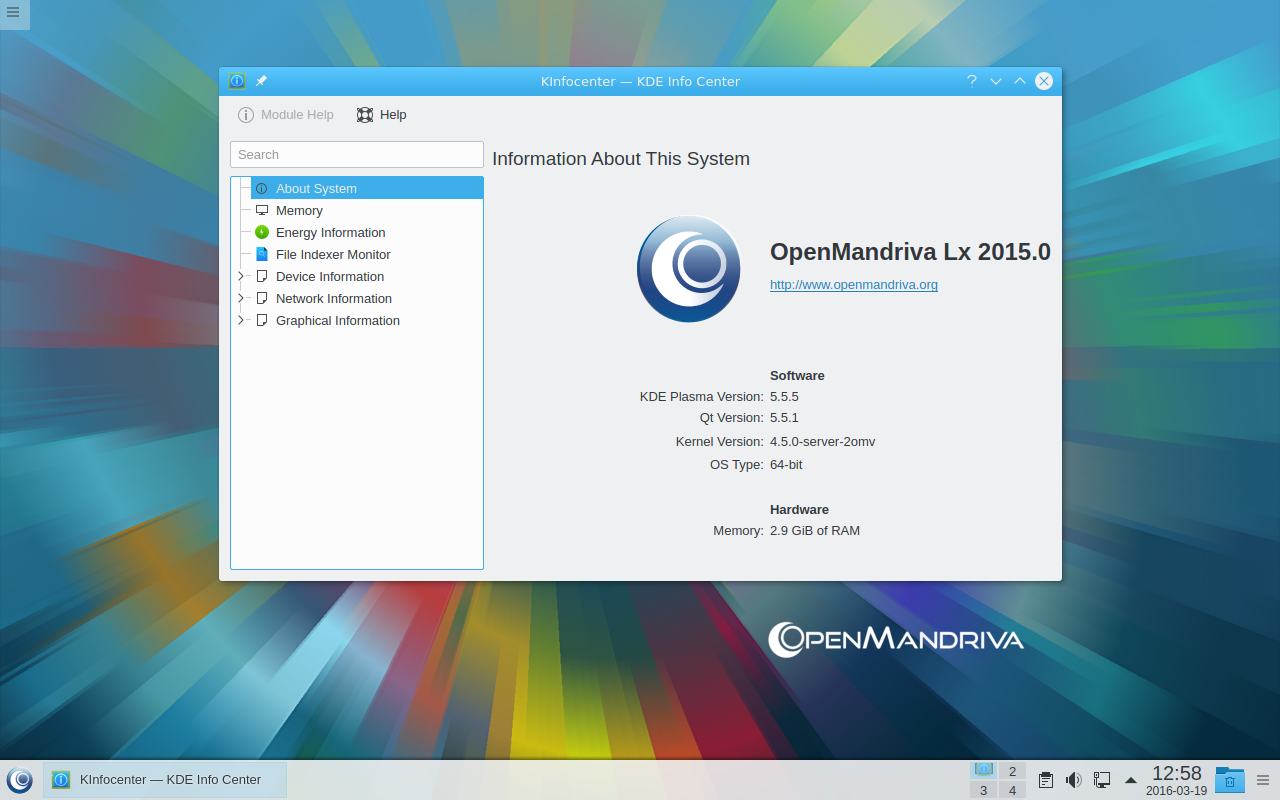 KInfocenter — KDE Info Center
Module Help
Help
Search
Information About This System
About System
Memory
Energy Information
File Indexer Monitor
Device Information
Network Information
Graphical Information
OpenMandriva Lx 2015.0
http://www.openmandriva.org
Software
KDE Plasma Version: 5.5.5
Qt Version: 5.5.1
Kernel Version: 4.5.0-server-2omv
OS Type: 64-bit
Hardware
Memory: 2.9 GiB of RAM
OPENMANDRIVA
KInfocenter — KDE Info Center
2
3 4
12:58
2016-03-19